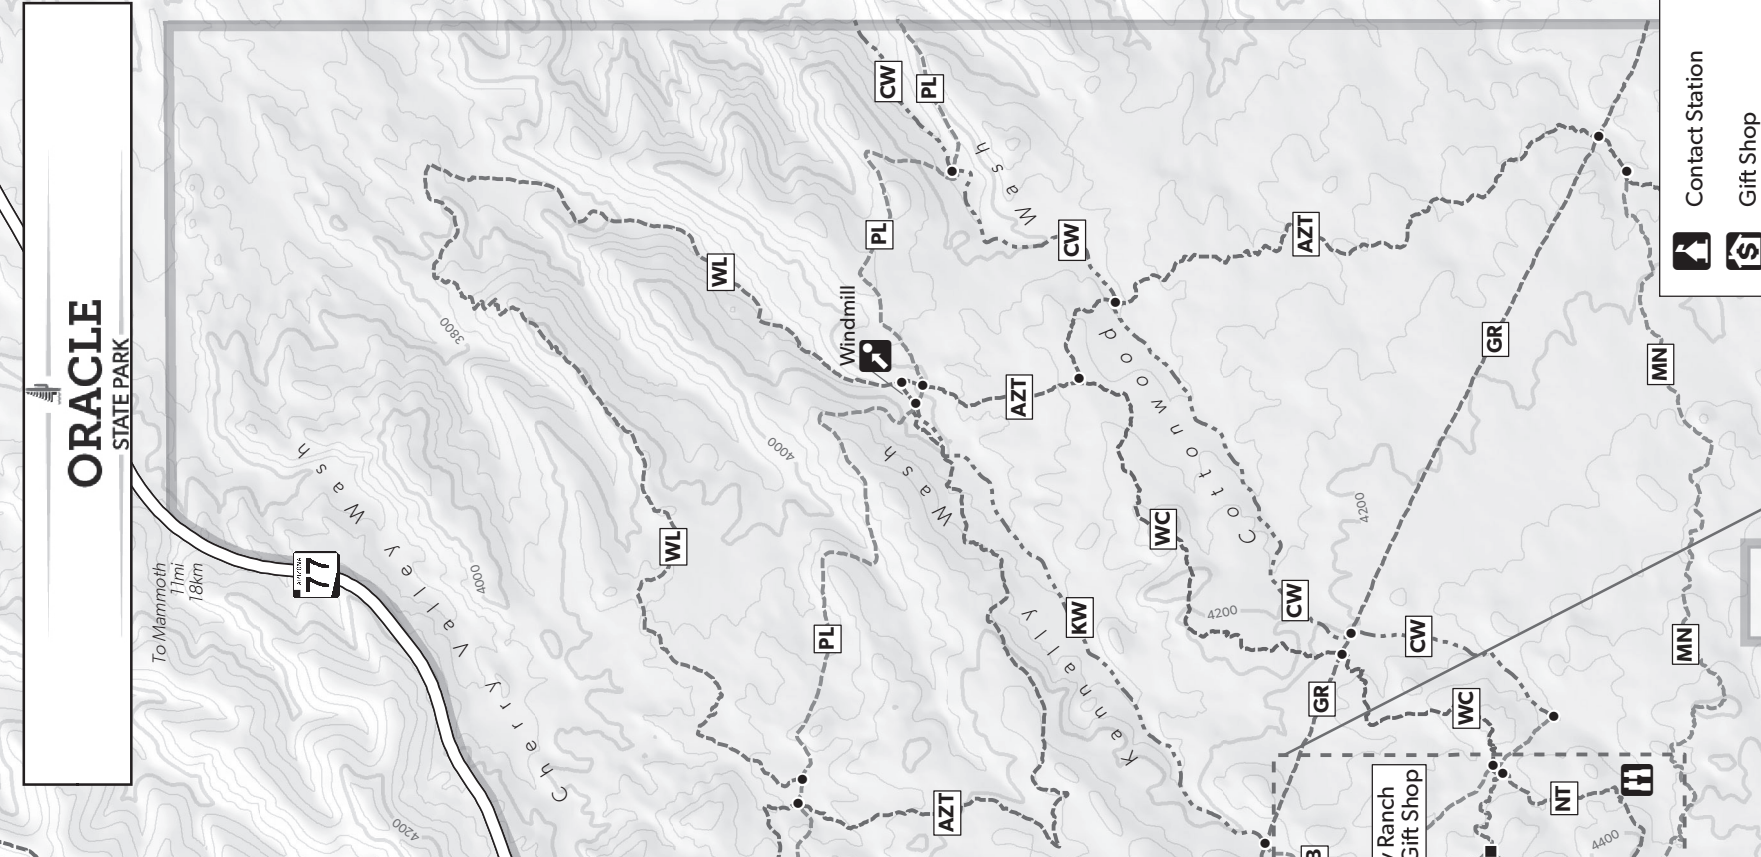 ORACLE
STATE PARK
To Mammoth
11mi
18km
ARIZONA
77
Cherry Valley Wash
3800
4000
4000
4200
4200
4200
4400
WL
WL
PL
PL
PL
CW
CW
CW
CW
Windmill
Wash
Cottonwood
Kannally Wash
AZT
AZT
AZT
KW
WC
WC
GR
GR
MN
MN
NT
Ranch
Gift Shop
Contact Station
Gift Shop